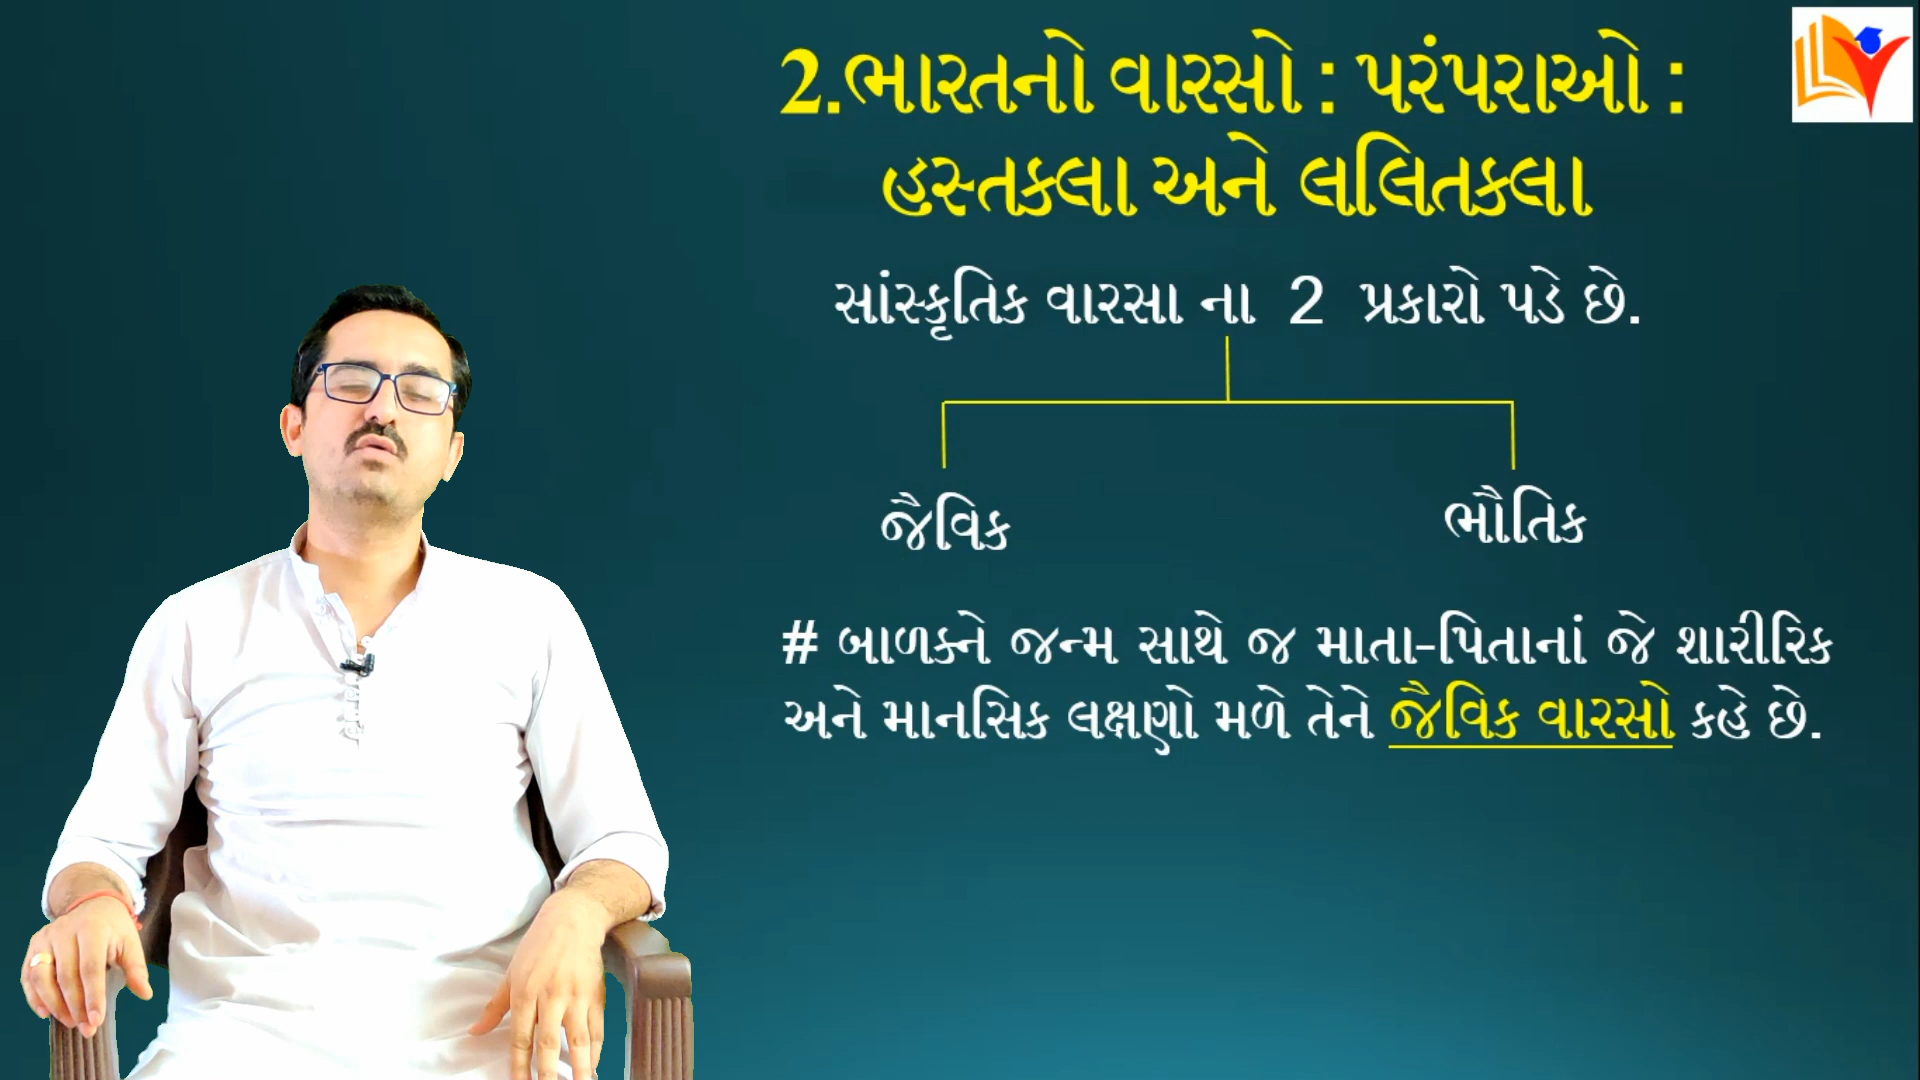 2.ભારતનો વારસો : પરંપરાઓ :
હસ્તકલા અને લલિતકલા
સાંસ્કૃતિક વારસા ના 2 પ્રકારો પડે છે.
જૈવિક ભૌતિક
# બાળકને જન્મ સાથે જ માતા-પિતાનાં જે શારીરિક
અને માનસિક લક્ષણો મળે તેને જૈવિક વારસો કહે છે.